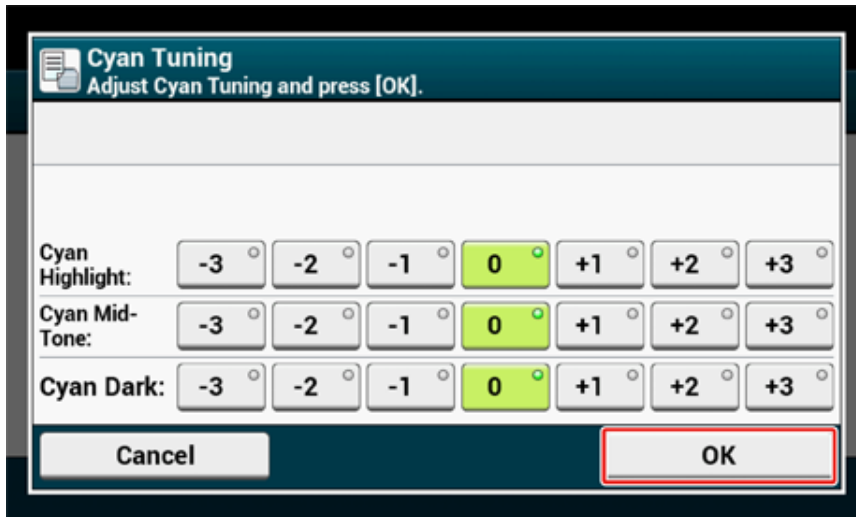 Cyan Tuning
Adjust Cyan Tuning and press [OK].
Cyan
Highlight: -3 -2 -1 0 +1 +2 +3
Cyan Mid-
Tone: -3 -2 -1 0 +1 +2 +3
Cyan Dark: -3 -2 -1 0 +1 +2 +3
Cancel OK